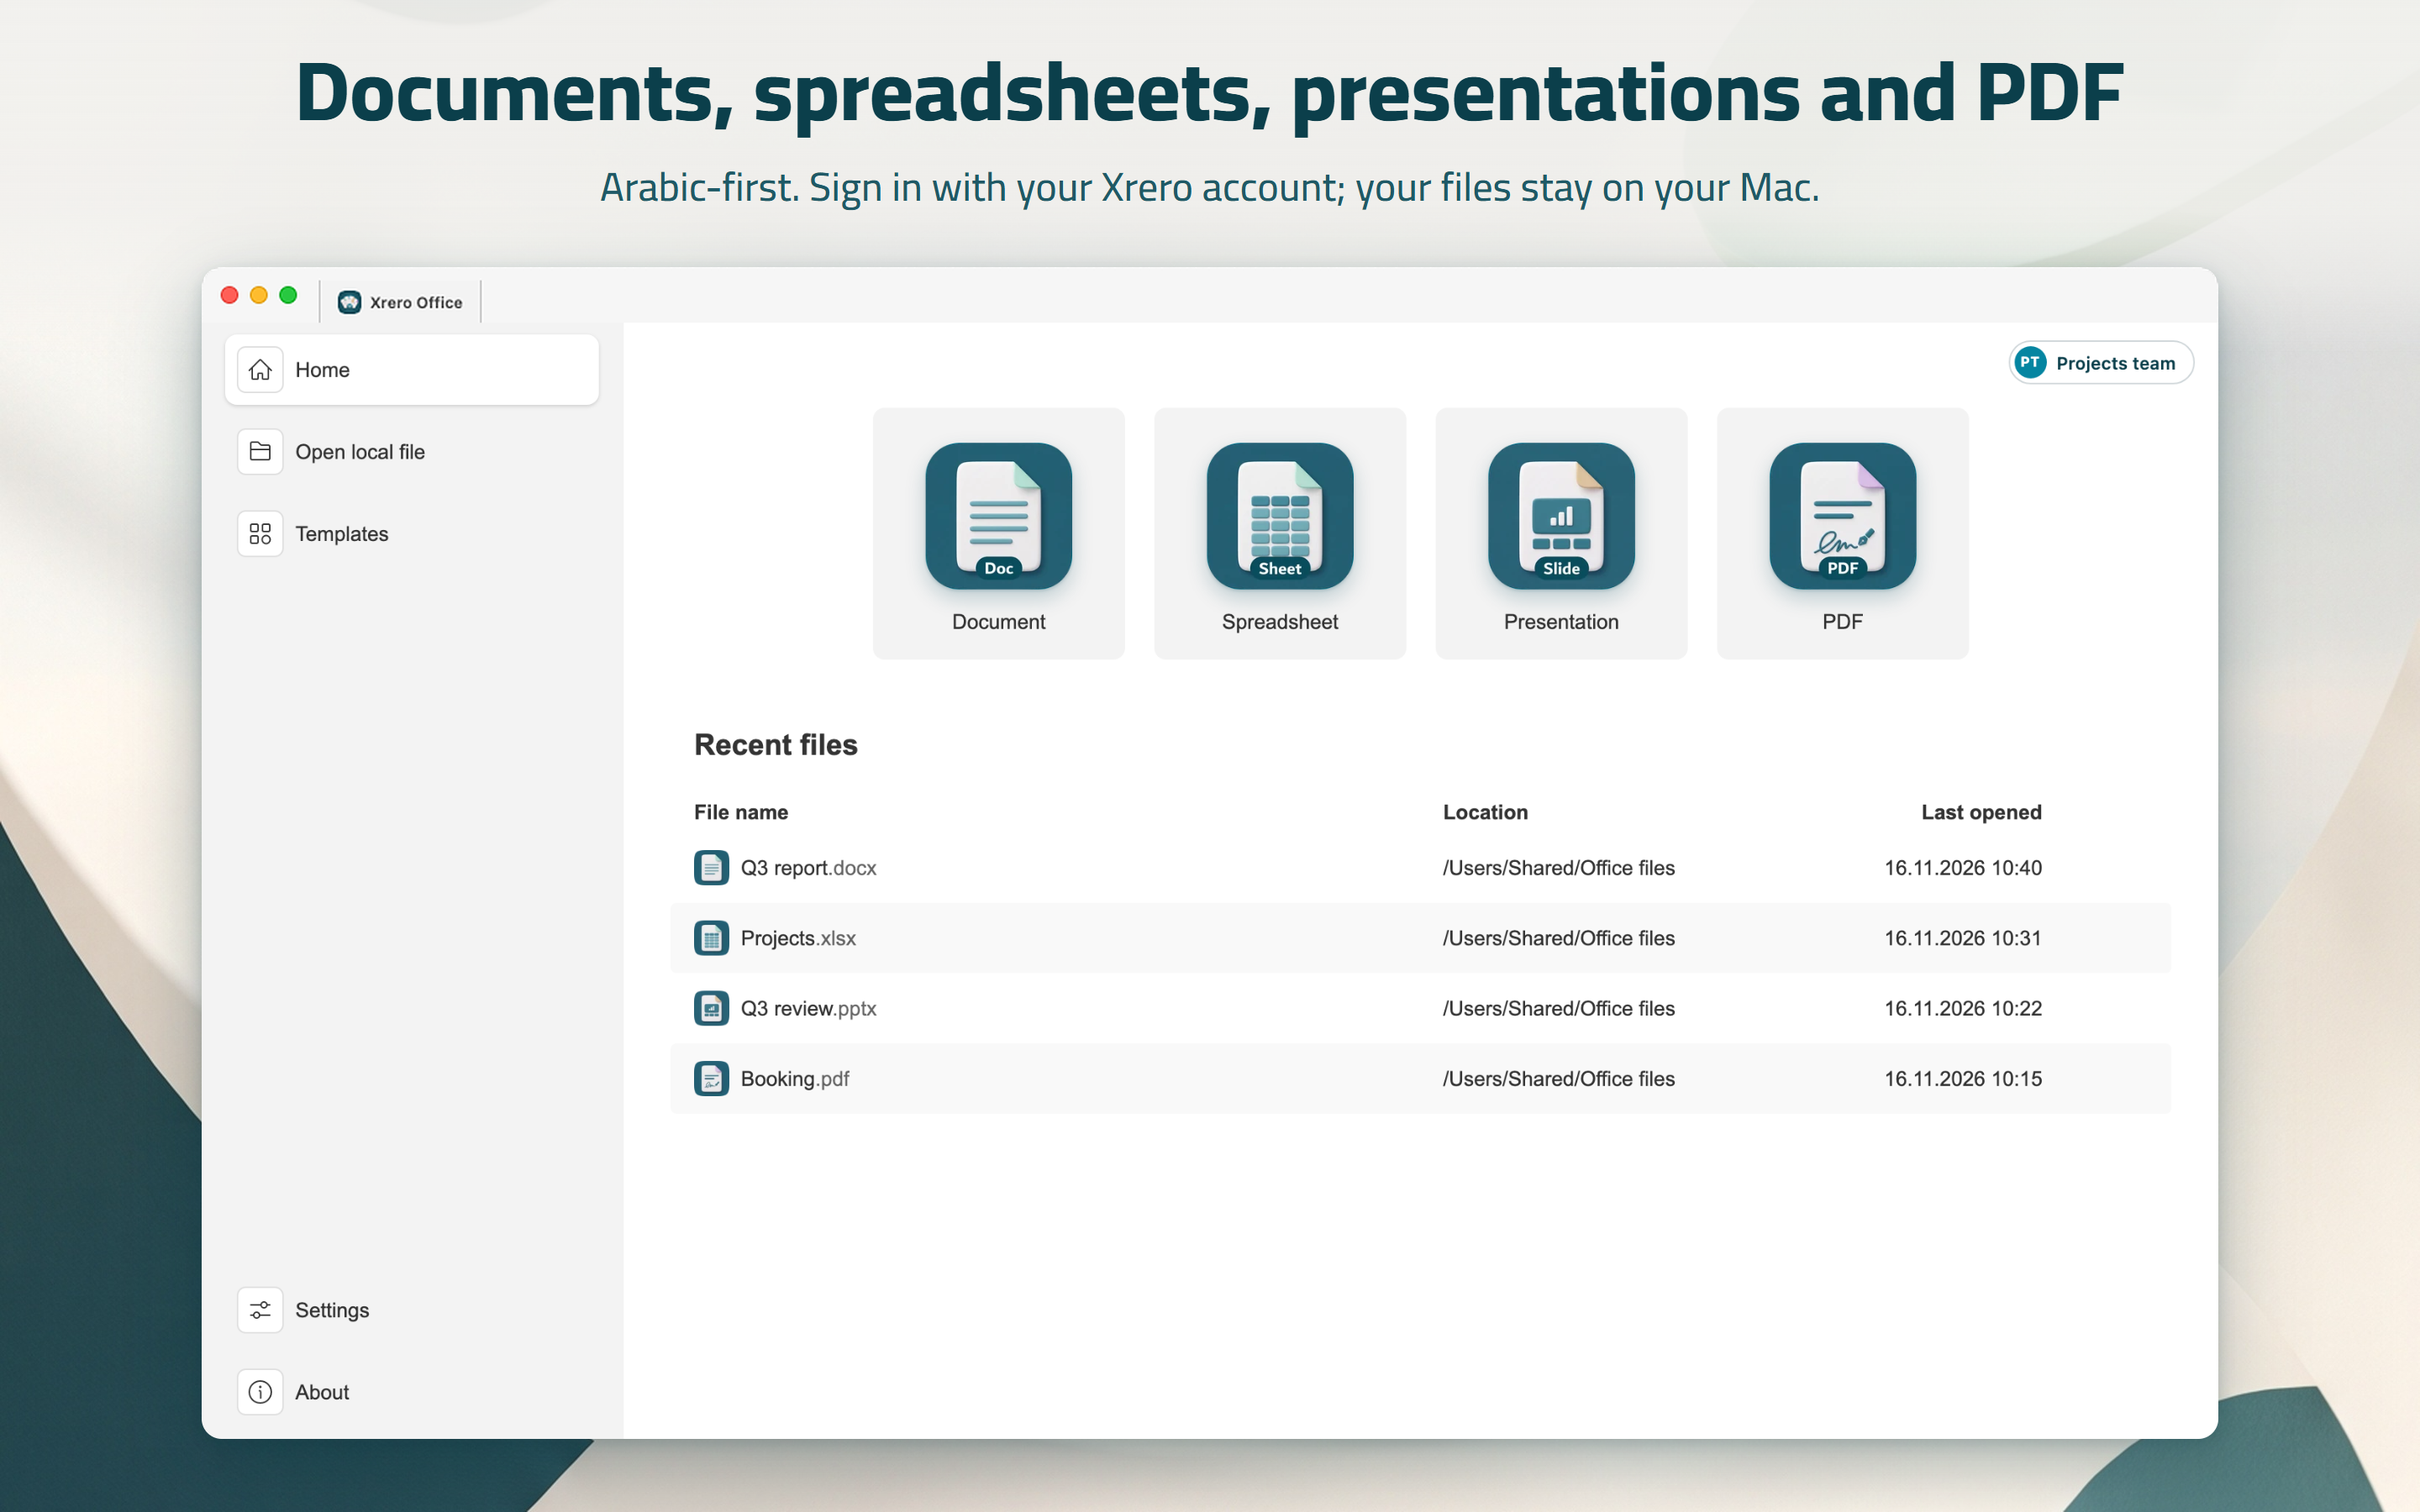 Documents, spreadsheets, presentations and PDF
Arabic-first. Sign in with your Xrero account; your files stay on your Mac.
Xrero Office
Home
Open local file
Templates
Settings
About
PT Projects team
Doc
Document
Sheet
Spreadsheet
Slide
Presentation
PDF
PDF
Recent files
File name Location Last opened
Q3 report.docx /Users/Shared/Office files 16.11.2026 10:40
Projects.xlsx /Users/Shared/Office files 16.11.2026 10:31
Q3 review.pptx /Users/Shared/Office files 16.11.2026 10:22
Booking.pdf /Users/Shared/Office files 16.11.2026 10:15